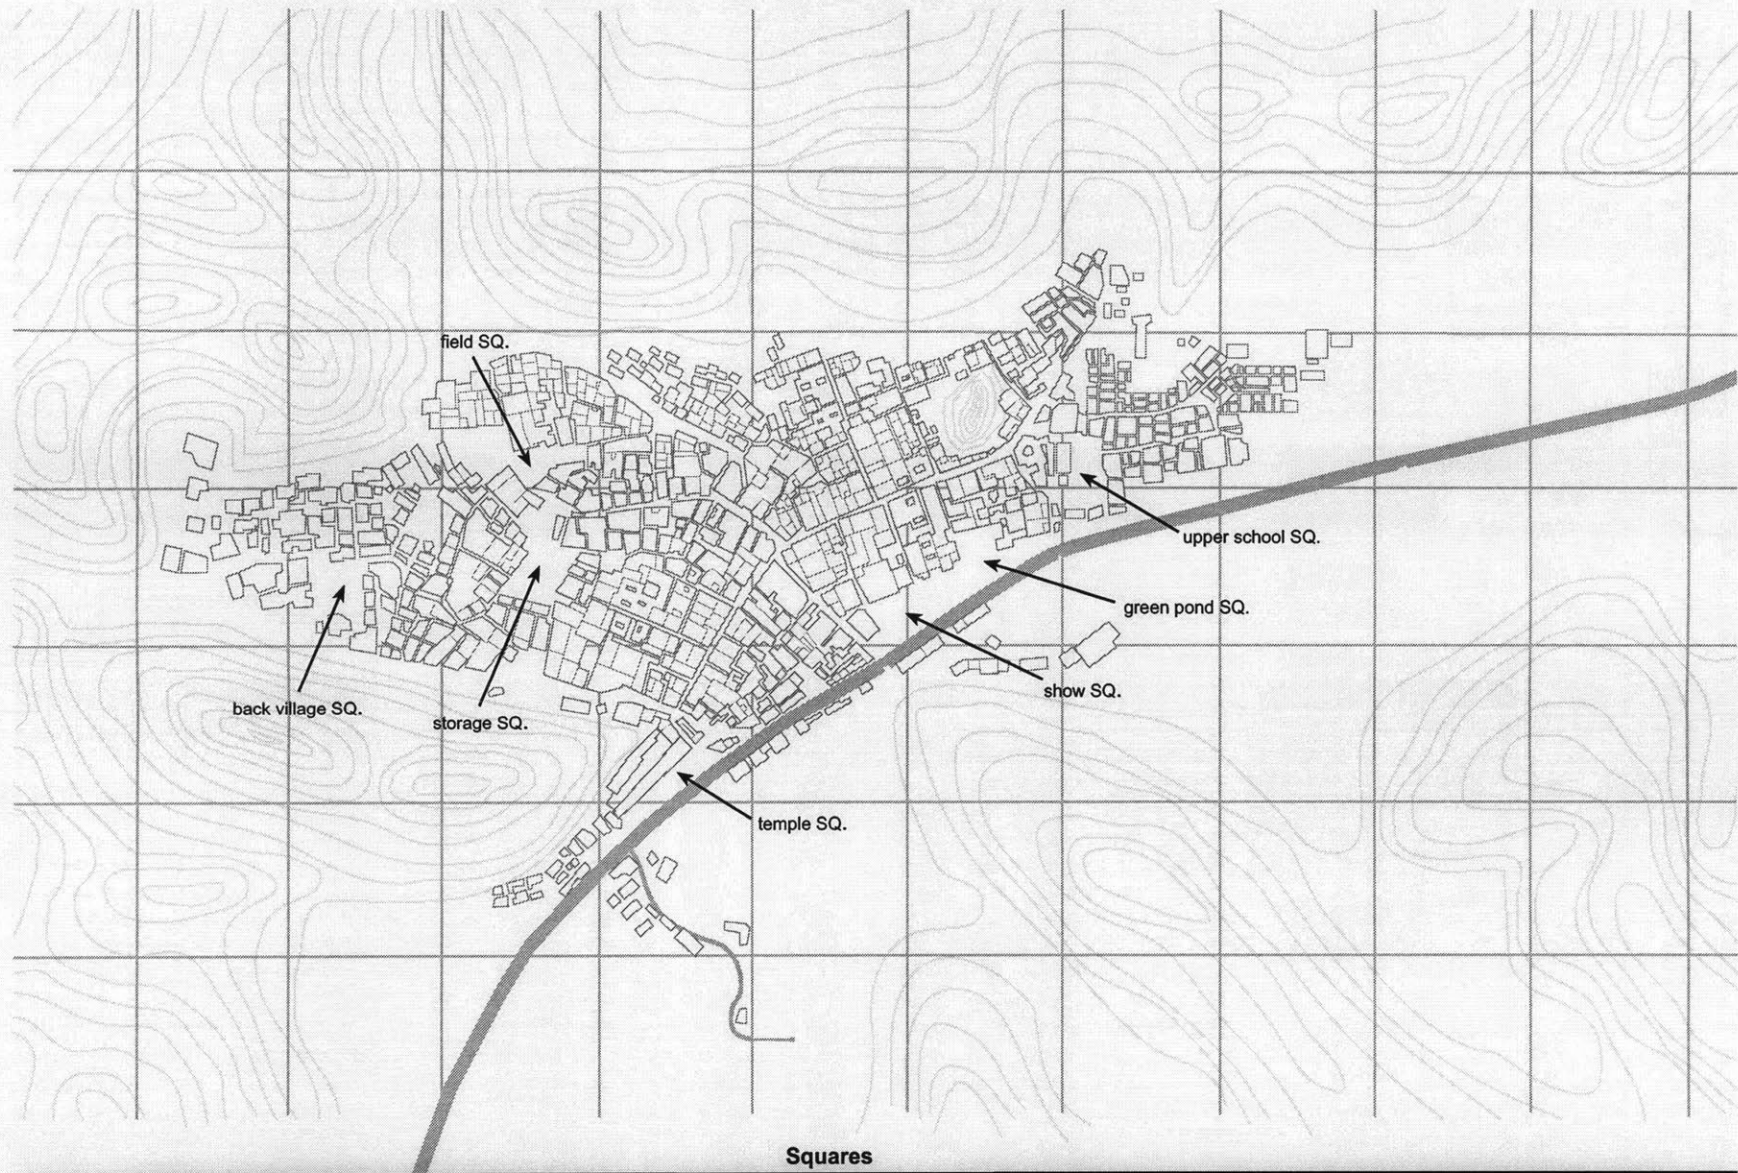 field SQ.
upper school SQ.
green pond SQ.
show SQ.
back village SQ.
storage SQ.
temple SQ.
Squares